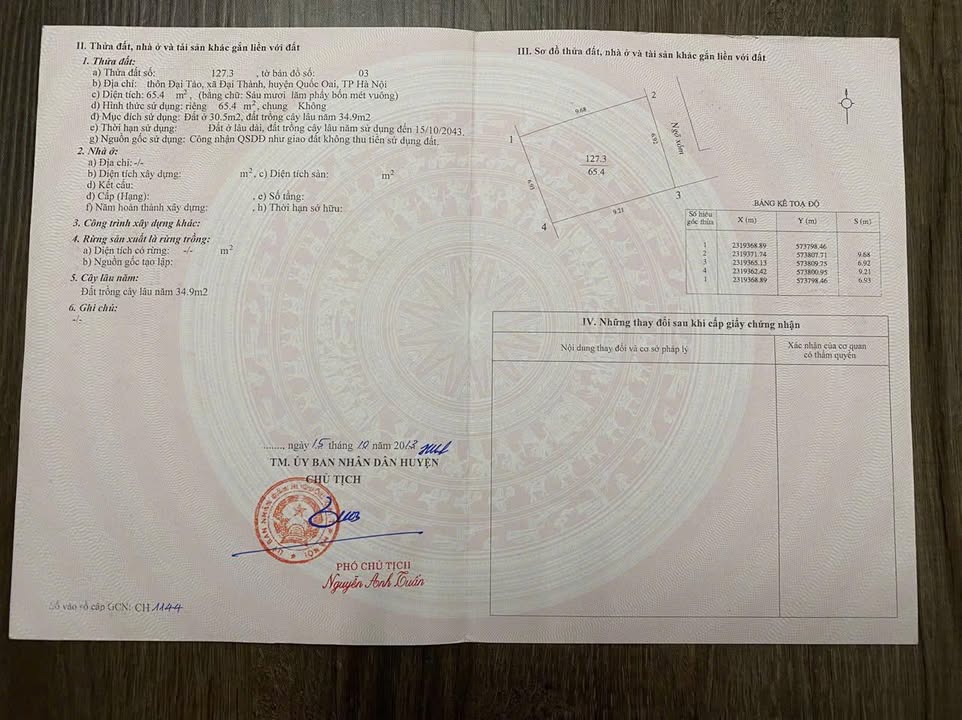 II. Thửa đất, nhà ở và tài sản khác gắn liền với đất
1. Thửa đất:
a) Thửa đất số: 127.3 , tờ bản đồ số: 03
b) Địa chỉ: thôn Đại Tảo, xã Đại Thành, huyện Quốc Oai, TP Hà Nội
c) Diện tích: 65.4 m², (bằng chữ: Sáu mươi lăm phẩy bốn mét vuông)
d) Hình thức sử dụng: riêng 65.4 m², chung Không
đ) Mục đích sử dụng: Đất ở 30.5m2, đất trồng cây lâu năm 34.9m2
e) Thời hạn sử dụng: Đất ở lâu dài, đất trồng cây lâu năm sử dụng đến 15/10/2043.
g) Nguồn gốc sử dụng: Công nhận QSDĐ như giao đất không thu tiền sử dụng đất.
2. Nhà ở:
a) Địa chỉ: -/-
b) Diện tích xây dựng: m², c) Diện tích sàn: m²
d) Kết cấu:
đ) Cấp (Hạng): , e) Số tầng:
f) Năm hoàn thành xây dựng: , h) Thời hạn sở hữu:
3. Công trình xây dựng khác:
4. Rừng sản xuất là rừng trồng:
a) Diện tích có rừng: -/- m²
b) Nguồn gốc tạo lập:
5. Cây lâu năm:
Đất trồng cây lâu năm 34.9m2
6. Ghi chú:
-/-
........, ngày 15 tháng 10 năm 2013
TM. ỦY BAN NHÂN DÂN HUYỆN
CHỦ TỊCH
PHÓ CHỦ TỊCH
Nguyễn Anh Tuấn
Số vào sổ cấp GCN: CH 1144
III. Sơ đồ thửa đất, nhà ở và tài sản khác gắn liền với đất
1
2
3
4
9.68
6.92
9.21
6.93
127.3
65.4
Ngõ xóm
BẢNG KÊ TOẠ ĐỘ
Số hiệu góc thửa X (m) Y (m) S (m)
1 2319368.89 573798.46
2 2319371.74 573807.71 9.68
3 2319365.13 573809.75 6.92
4 2319362.42 573800.95 9.21
1 2319368.89 573798.46 6.93
IV. Những thay đổi sau khi cấp giấy chứng nhận
Nội dung thay đổi và cơ sở pháp lý
Xác nhận của cơ quan
có thẩm quyền